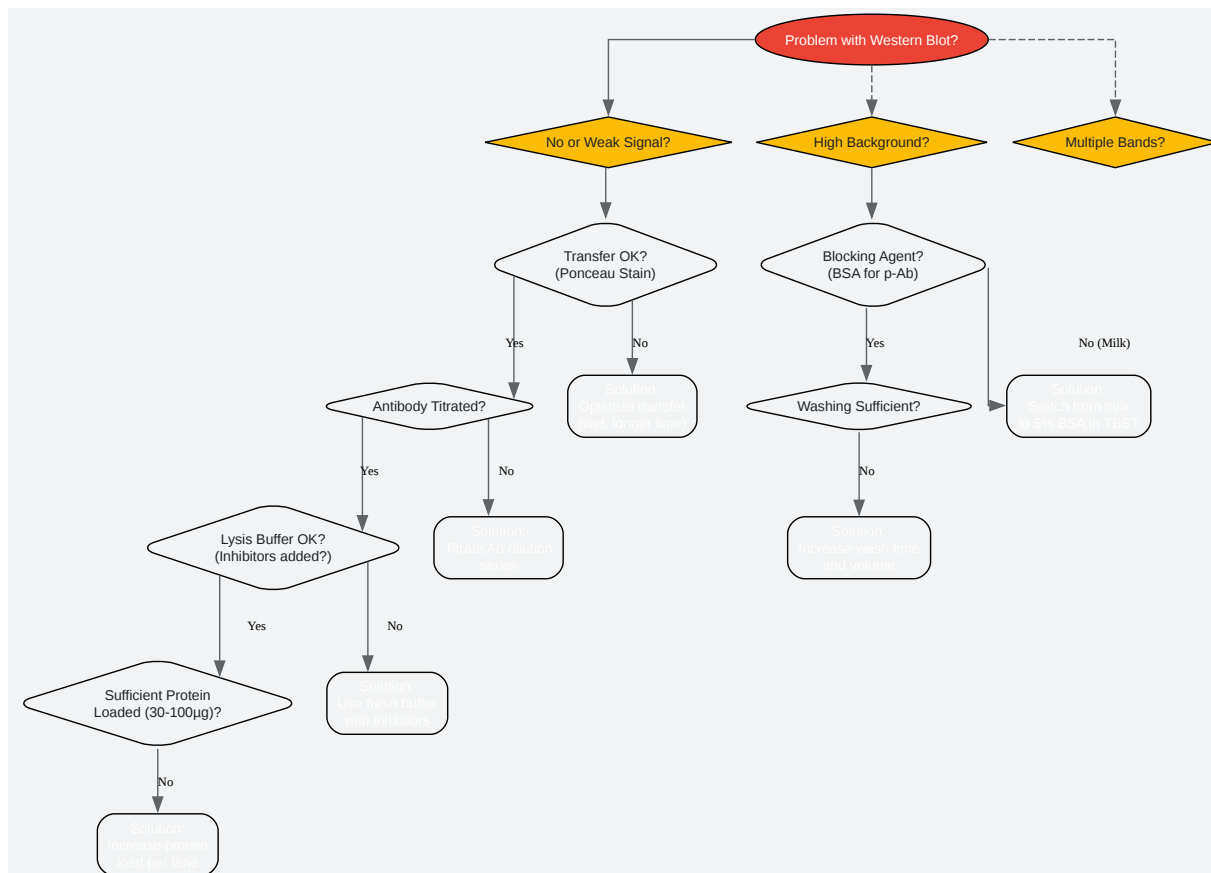 Problem with Western Blot?
No or Weak Signal?
High Background?
Multiple Bands?
Transfer OK?
(Ponceau Stain)
Blocking Agent?
(BSA for p-Ab)
Yes
No
Yes
No (Milk)
Antibody Titrated?
Solution:
Optimize transfer
(wet, longer time)
Washing Sufficient?
Solution:
Switch from milk
to 5% BSA in TBST
Yes
No
No
Lysis Buffer OK?
(Inhibitors added?)
Solution:
Titrate Ab dilution
series
Solution:
Increase wash time
and volume
Yes
No
Sufficient Protein
Loaded (30-100µg)?
Solution:
Use fresh buffer
with inhibitors
No
Solution:
Increase protein
load per lane